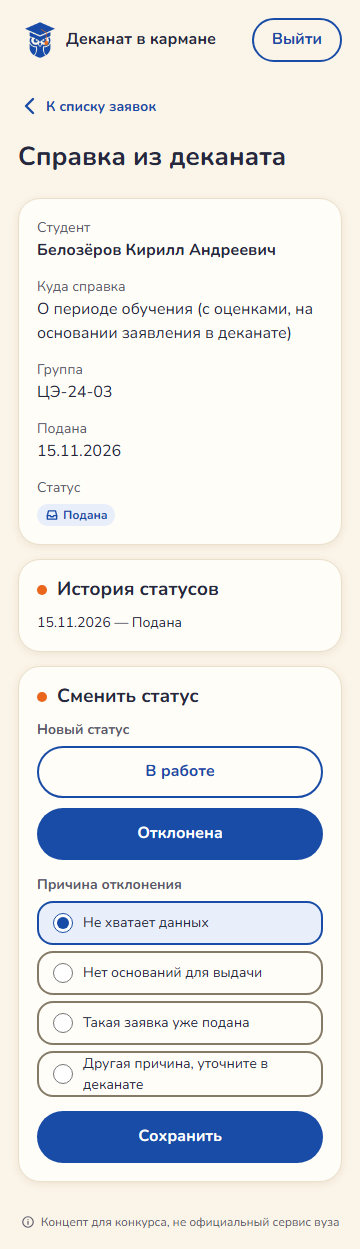 Деканат в кармане
Выйти
К списку заявок
Справка из деканата
Студент
Белозёров Кирилл Андреевич
Куда справка
О периоде обучения (с оценками, на
основании заявления в деканате)
Группа
ЦЭ-24-03
Подана
15.11.2026
Статус
Подана
История статусов
15.11.2026 — Подана
Сменить статус
Новый статус
В работе
Отклонена
Причина отклонения
Не хватает данных
Нет оснований для выдачи
Такая заявка уже подана
Другая причина, уточните в
деканате
Сохранить
Концепт для конкурса, не официальный сервис вуза